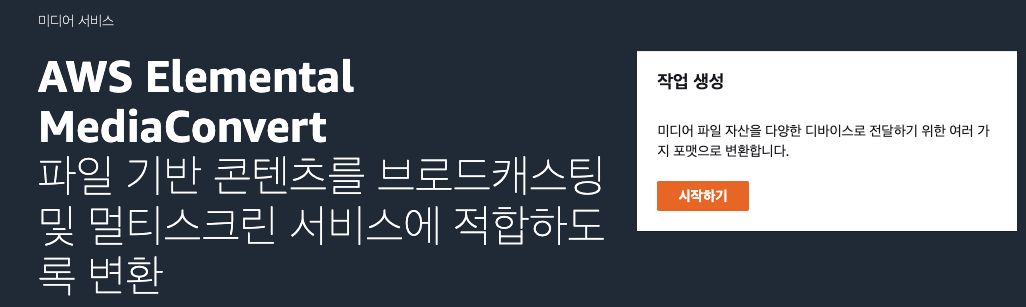 미디어 서비스
AWS Elemental
MediaConvert
파일 기반 콘텐츠를 브로드캐스팅
및 멀티스크린 서비스에 적합하도
록 변환
작업 생성
미디어 파일 자산을 다양한 디바이스로 전달하기 위한 여러 가
지 포맷으로 변환합니다.
시작하기